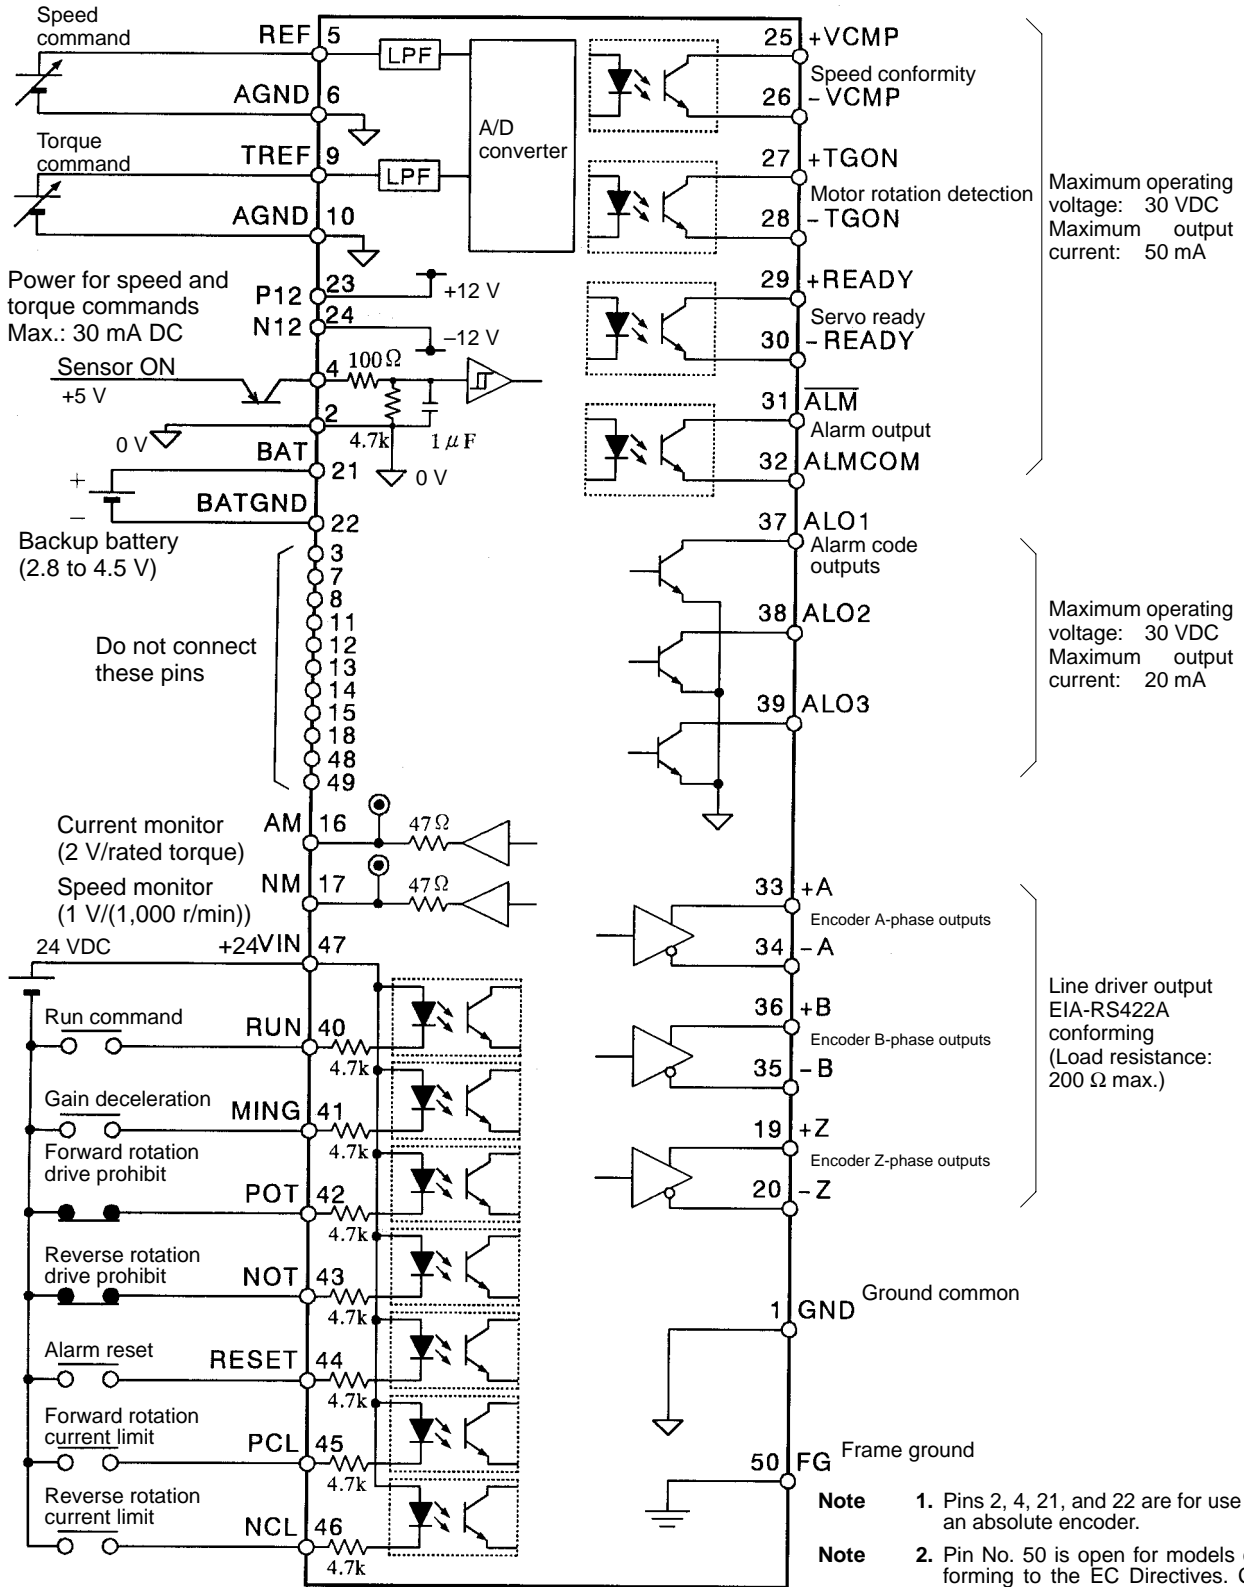 Speed
command
REF 5
LPF
AGND 6
A/D
converter
Torque
command
TREF 9
LPF
AGND 10
Power for speed and
torque commands
Max.: 30 mA DC
P12 23
+12 V
N12 24
−12 V
Sensor ON
+5 V
4 100Ω
2
0 V
4.7k 1μF
0 V
BAT
21
+
−
BATGND
22
Backup battery
(2.8 to 4.5 V)
3
7
8
11
12
13
14
15
18
48
49
Do not connect
these pins
AM 16 47Ω
Current monitor
(2 V/rated torque)
NM 17 47Ω
Speed monitor
(1 V/(1,000 r/min))
24 VDC
+24VIN 47
Run command
RUN 40
4.7k
Gain deceleration
MING 41
4.7k
Forward rotation
drive prohibit
POT 42
4.7k
Reverse rotation
drive prohibit
NOT 43
4.7k
Alarm reset
RESET 44
4.7k
Forward rotation
current limit
PCL 45
4.7k
Reverse rotation
current limit
NCL 46
4.7k
25 +VCMP
Speed conformity
26 −VCMP
27 +TGON
Motor rotation detection
28 −TGON
29 +READY
Servo ready
30 −READY
31 A̅L̅M̅
Alarm output
32 ALMCOM
Maximum operating
voltage: 30 VDC
Maximum output
current: 50 mA
37 ALO1
Alarm code
outputs
38 ALO2
39 ALO3
Maximum operating
voltage: 30 VDC
Maximum output
current: 20 mA
33 +A
Encoder A-phase outputs
34 −A
36 +B
Encoder B-phase outputs
35 −B
19 +Z
Encoder Z-phase outputs
20 −Z
Line driver output
EIA-RS422A
conforming
(Load resistance:
200 Ω max.)
1 GND Ground common
50 FG Frame ground
Note 1. Pins 2, 4, 21, and 22 are for use
an absolute encoder.
Note 2. Pin No. 50 is open for models
forming to the EC Directives.